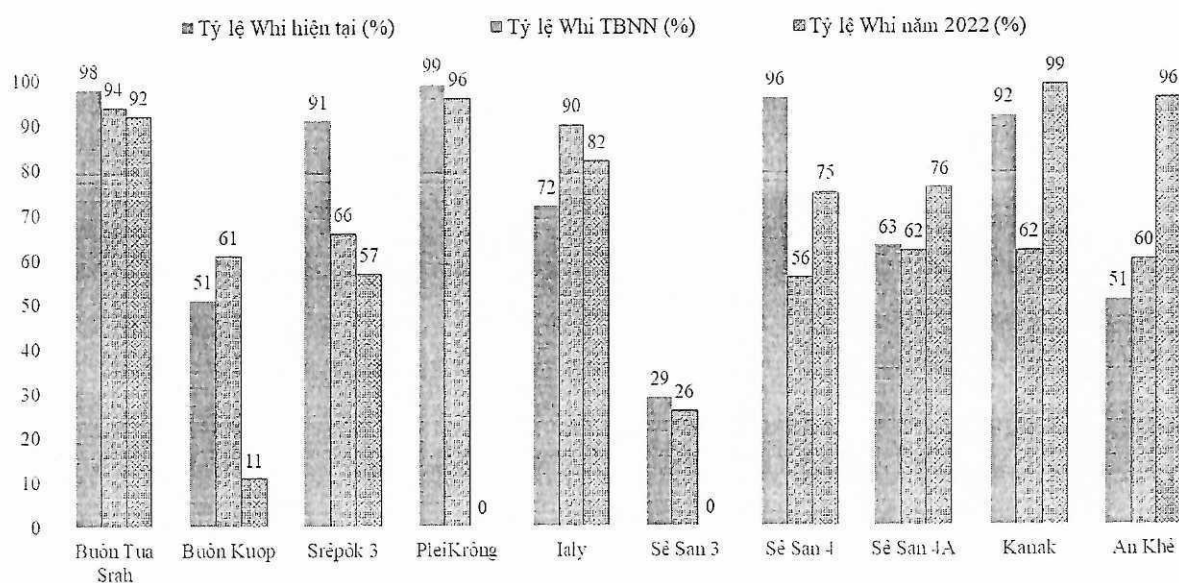 Tỷ lệ Whi hiện tại (%) Tỷ lệ Whi TBNN (%) Tỷ lệ Whi năm 2022 (%)
100
90
80
70
60
50
40
30
20
10
0
98 94 92
51 61 11
91 66 57
99 96 0
72 90 82
29 26 0
96 56 75
63 62 76
92 62 99
51 60 96
Buôn Tua Srah
Buôn Kuop
Srêpôk 3
PleiKrông
Ialy
Sê San 3
Sê San 4
Sê San 4A
Kanak
An Khê